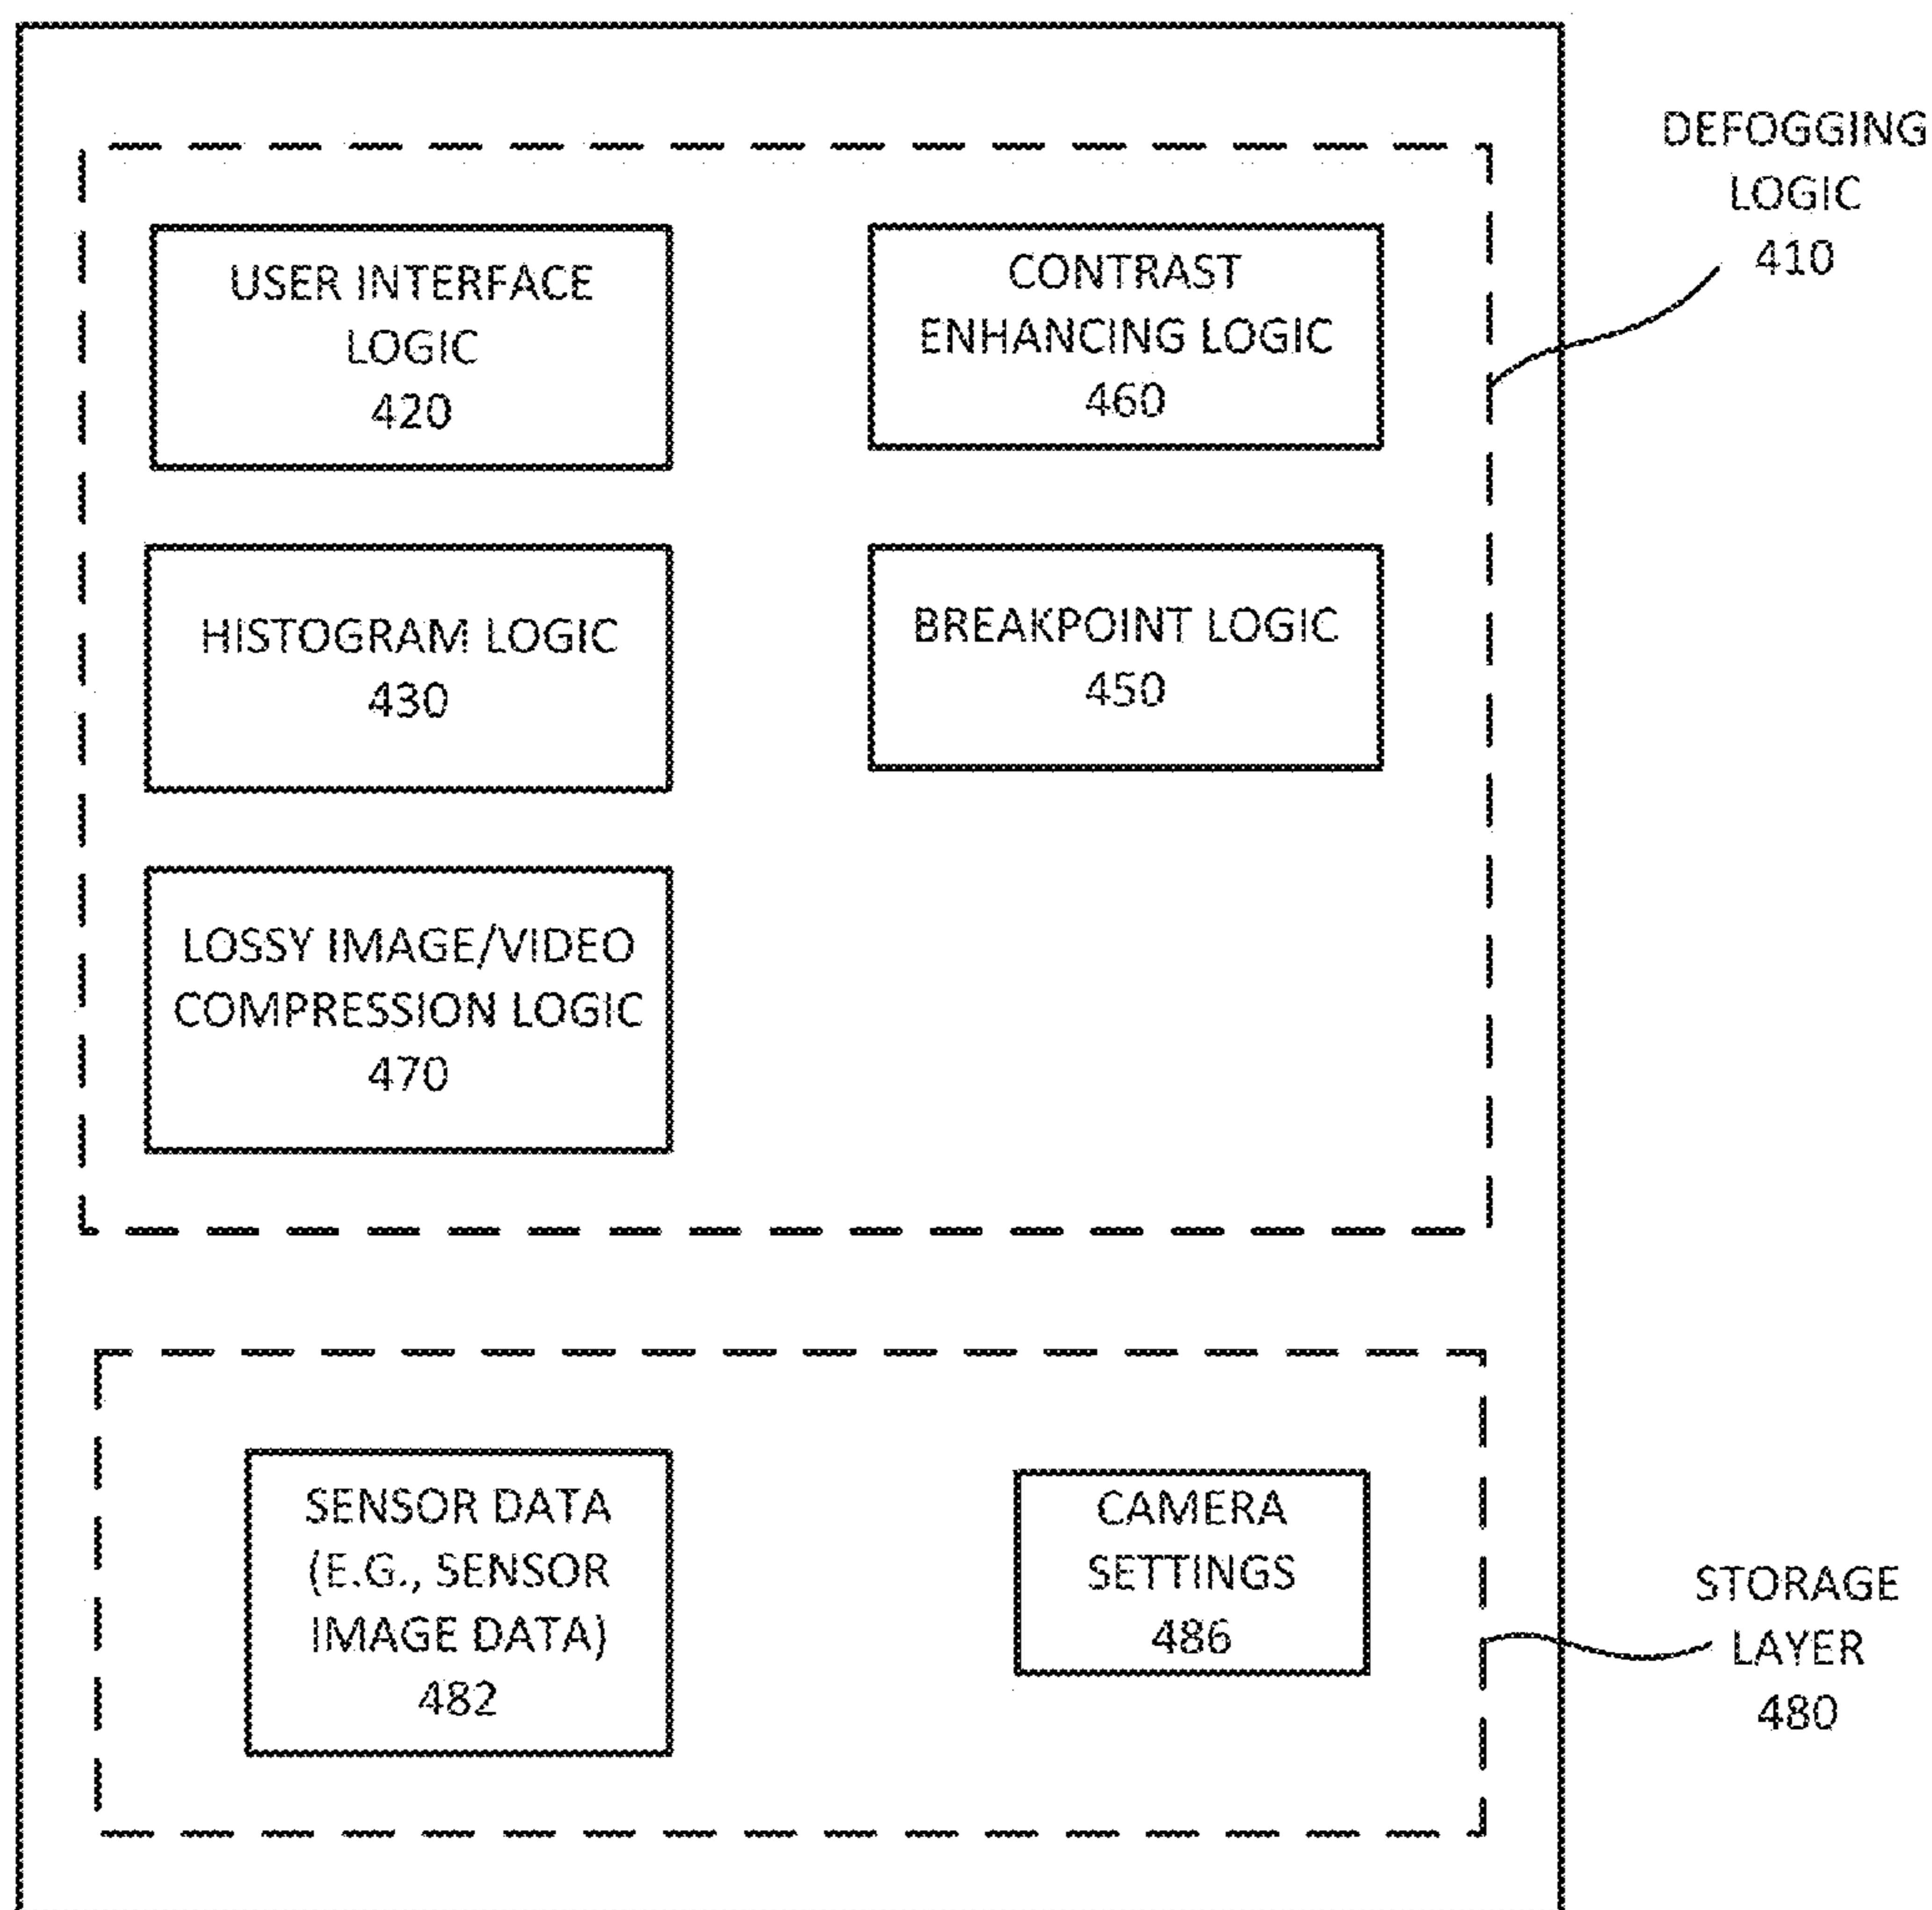 DEFOGGING
LOGIC
410
USER INTERFACE
LOGIC
420
CONTRAST
ENHANCING LOGIC
460
HISTOGRAM LOGIC
430
BREAKPOINT LOGIC
450
LOSSY IMAGE/VIDEO
COMPRESSION LOGIC
470
SENSOR DATA
(E.G., SENSOR
IMAGE DATA)
482
CAMERA
SETTINGS
486
STORAGE
LAYER
480